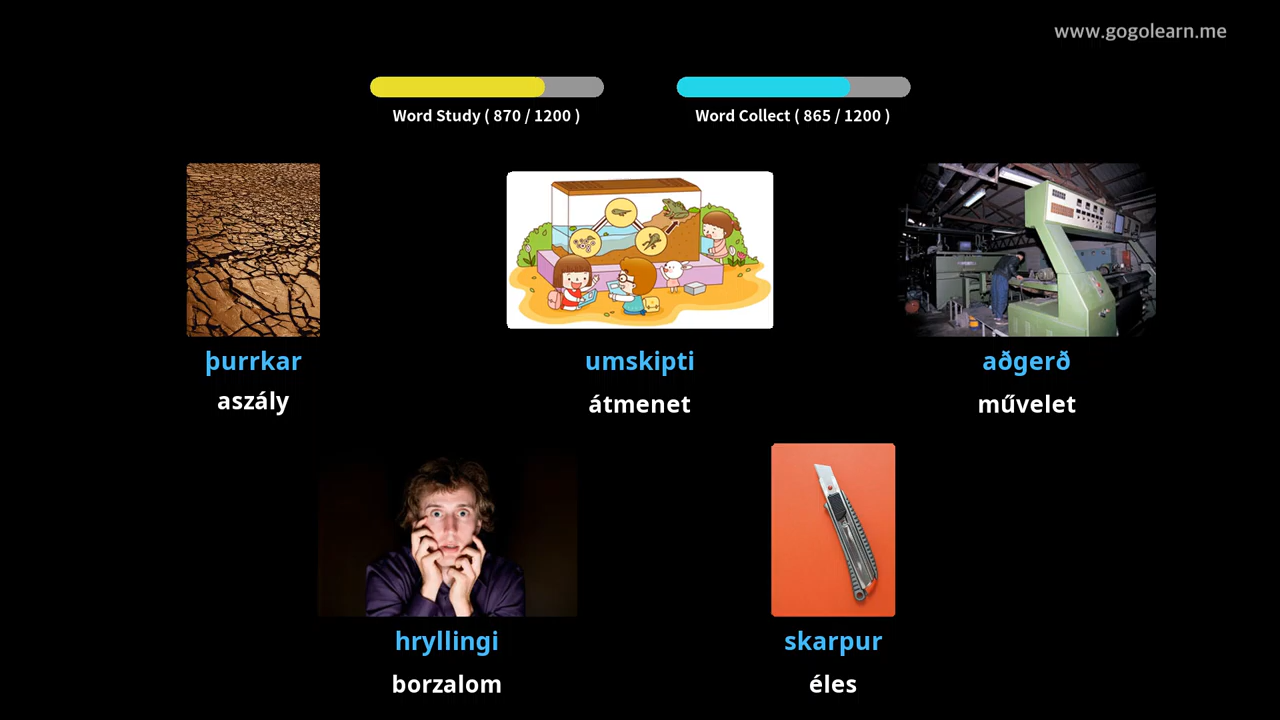 www.gogolearn.me
Word Study ( 870 / 1200 )
Word Collect ( 865 / 1200 )
þurrkar
umskipti
aðgerð
aszály
átmenet
művelet
hryllingi
skarpur
borzalom
éles